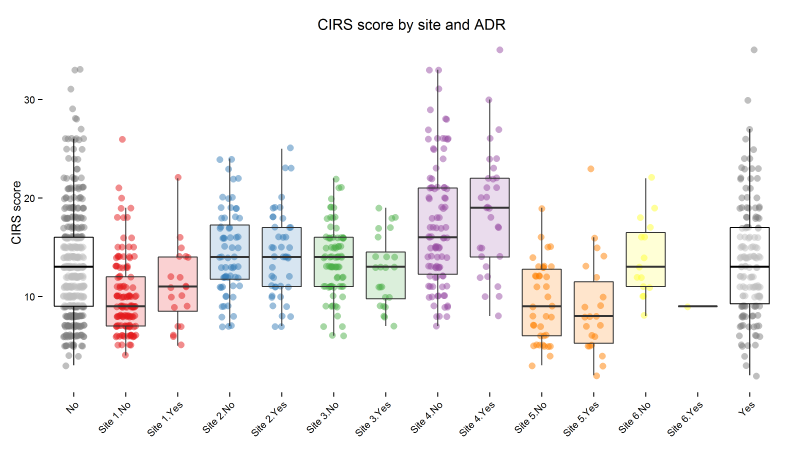 CIRS score by site and ADR
CIRS score
30
20
10
No
Site 1.No
Site 1.Yes
Site 2.No
Site 2.Yes
Site 3.No
Site 3.Yes
Site 4.No
Site 4.Yes
Site 5.No
Site 5.Yes
Site 6.No
Site 6.Yes
Yes